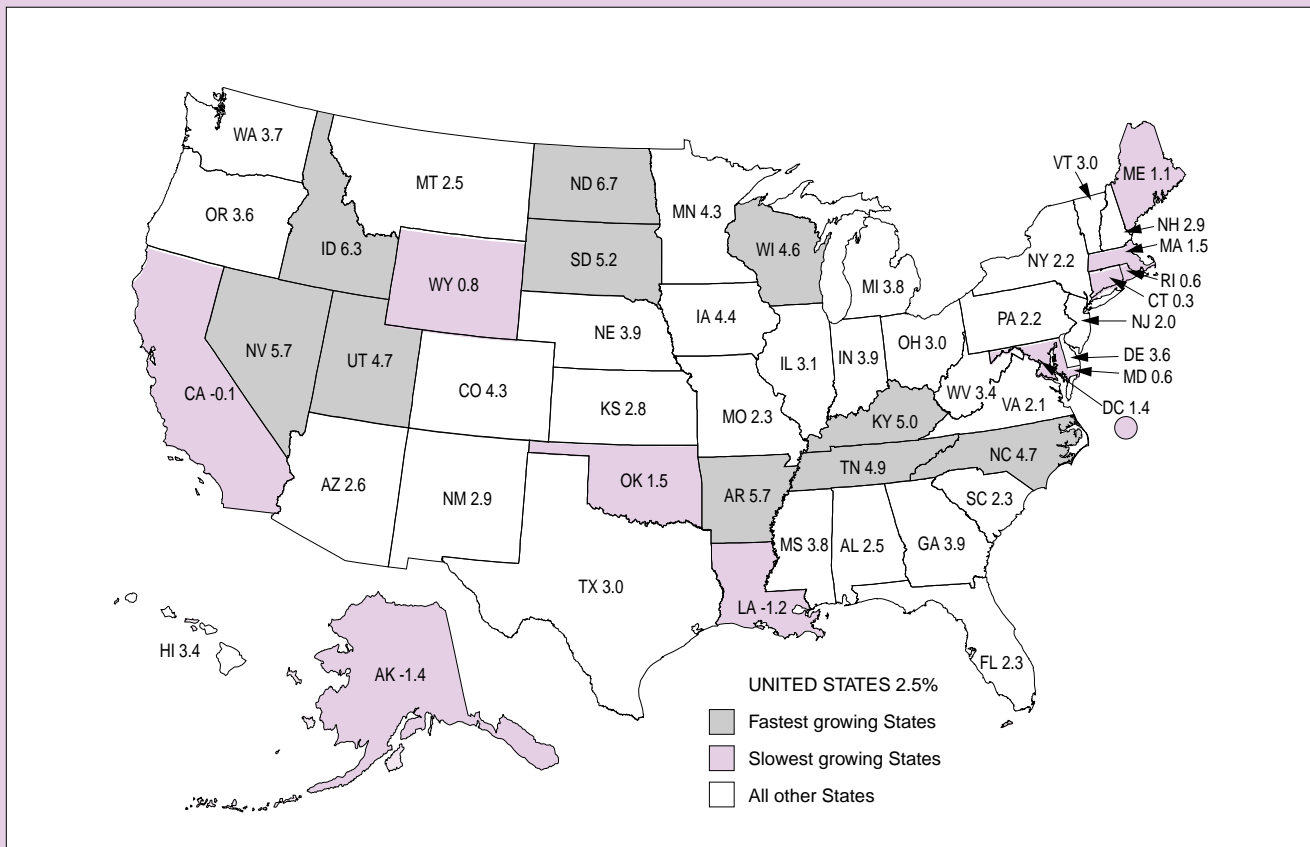 WA 3.7
MT 2.5
ND 6.7
MN 4.3
VT 3.0
ME 1.1
OR 3.6
ID 6.3
SD 5.2
WI 4.6
NH 2.9
MA 1.5
NY 2.2
RI 0.6
CT 0.3
WY 0.8
MI 3.8
NE 3.9
IA 4.4
PA 2.2
NJ 2.0
NV 5.7
UT 4.7
CO 4.3
IL 3.1
IN 3.9
OH 3.0
DE 3.6
MD 0.6
CA -0.1
KS 2.8
MO 2.3
WV 3.4
VA 2.1
DC 1.4
KY 5.0
AZ 2.6
NM 2.9
OK 1.5
AR 5.7
TN 4.9
NC 4.7
SC 2.3
MS 3.8
AL 2.5
GA 3.9
TX 3.0
LA -1.2
HI 3.4
AK -1.4
FL 2.3
UNITED STATES 2.5%
Fastest growing States
Slowest growing States
All other States